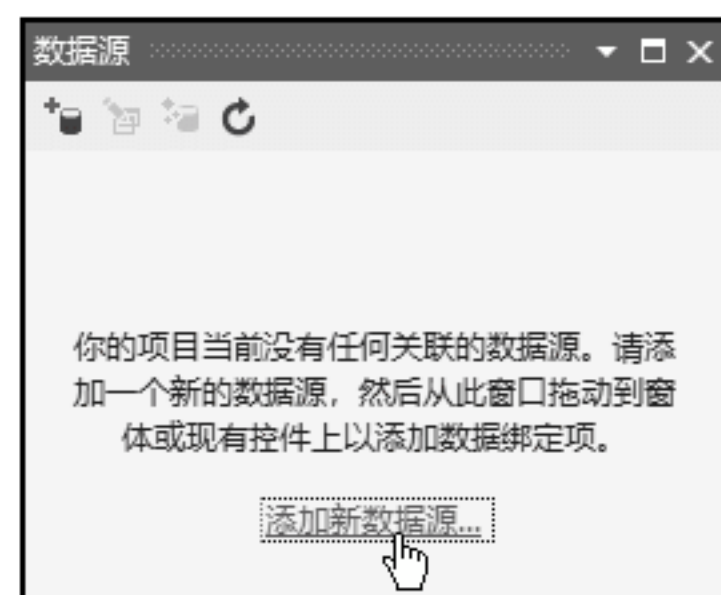 数据源
你的项目当前没有任何关联的数据源。请添
加一个新的数据源，然后从此窗口拖动到窗
体或现有控件上以添加数据绑定项。
添加新数据源...